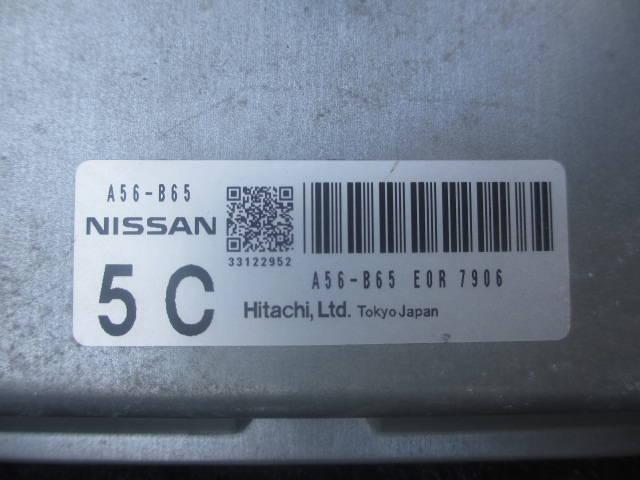 A56-B65
NISSAN
5C
33122952
A56-B65 E0R 7906
Hitachi, Ltd. Tokyo Japan